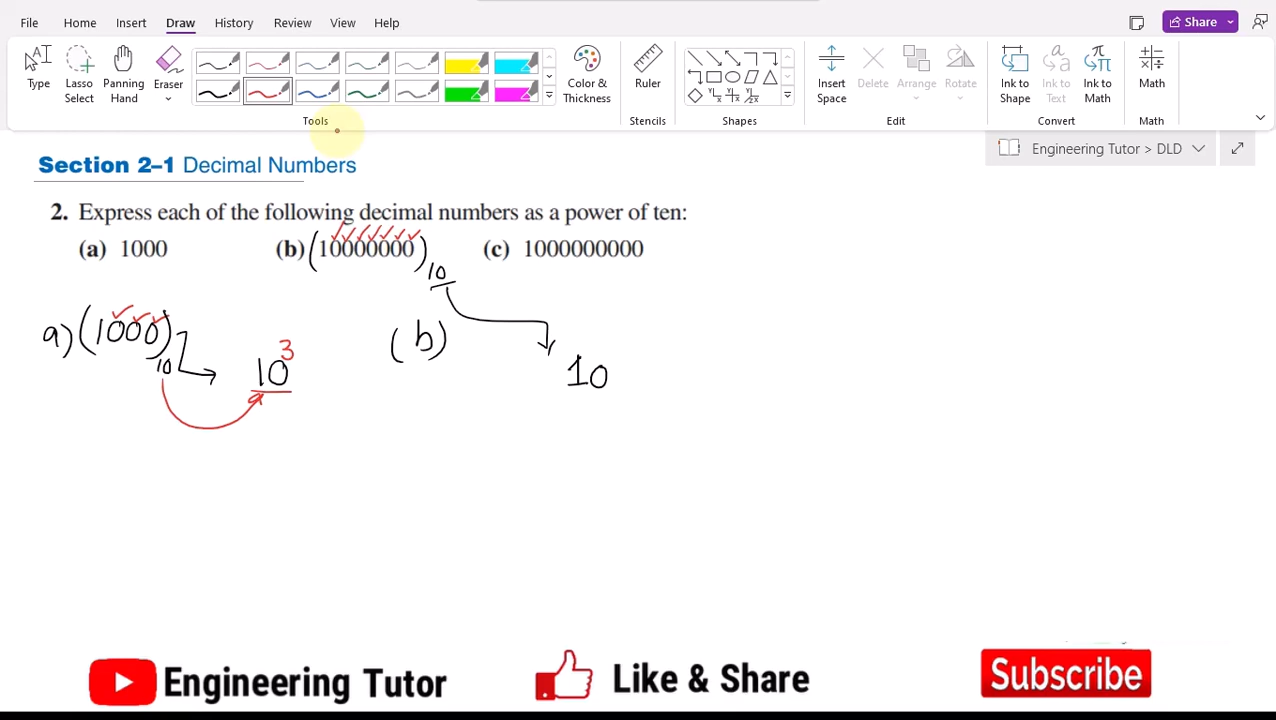 File Home Insert Draw History Review View Help Share
Type Lasso Select Panning Hand Eraser Color & Thickness Ruler Insert Space Delete Arrange Rotate Ink to Shape Ink to Text Ink to Math Math
Tools Stencils Shapes Edit Convert Math
Section 2–1 Decimal Numbers
Engineering Tutor > DLD
2. Express each of the following decimal numbers as a power of ten:
(a) 1000 (b) (10000000)10 (c) 1000000000
a) (1000)10 10^3 (b) 10
Engineering Tutor Like & Share Subscribe